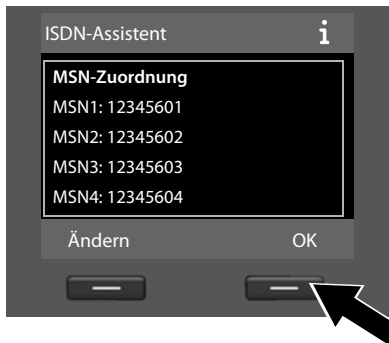 ISDN-Assistent i
MSN-Zuordnung
MSN1: 12345601
MSN2: 12345602
MSN3: 12345603
MSN4: 12345604
Ändern OK